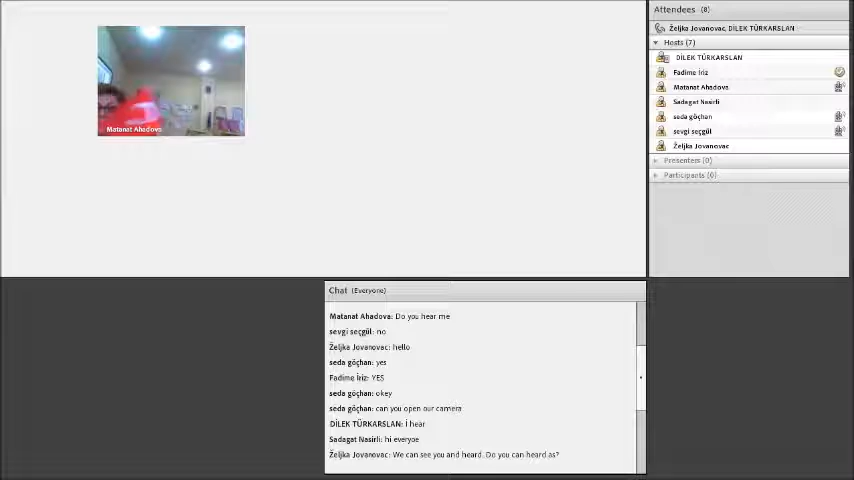 Matanat Ahadova
Attendees (8)
Željka Jovanovac, DİLEK TÜRKARSLAN
Hosts (7)
DİLEK TÜRKARSLAN
Fadime İriz
Matanat Ahadova
Sadagat Nasirli
seda göçhan
sevgi seçgül
Željka Jovanovac
Presenters (0)
Participants (0)
Chat (Everyone)
Matanat Ahadova: Do you hear me
sevgi seçgül: no
Željka Jovanovac: hello
seda göçhan: yes
Fadime İriz: YES
seda göçhan: okey
seda göçhan: can you open our camera
DİLEK TÜRKARSLAN: İ hear
Sadagat Nasirli: hi everyoe
Željka Jovanovac: We can see you and heard. Do you can heard as?